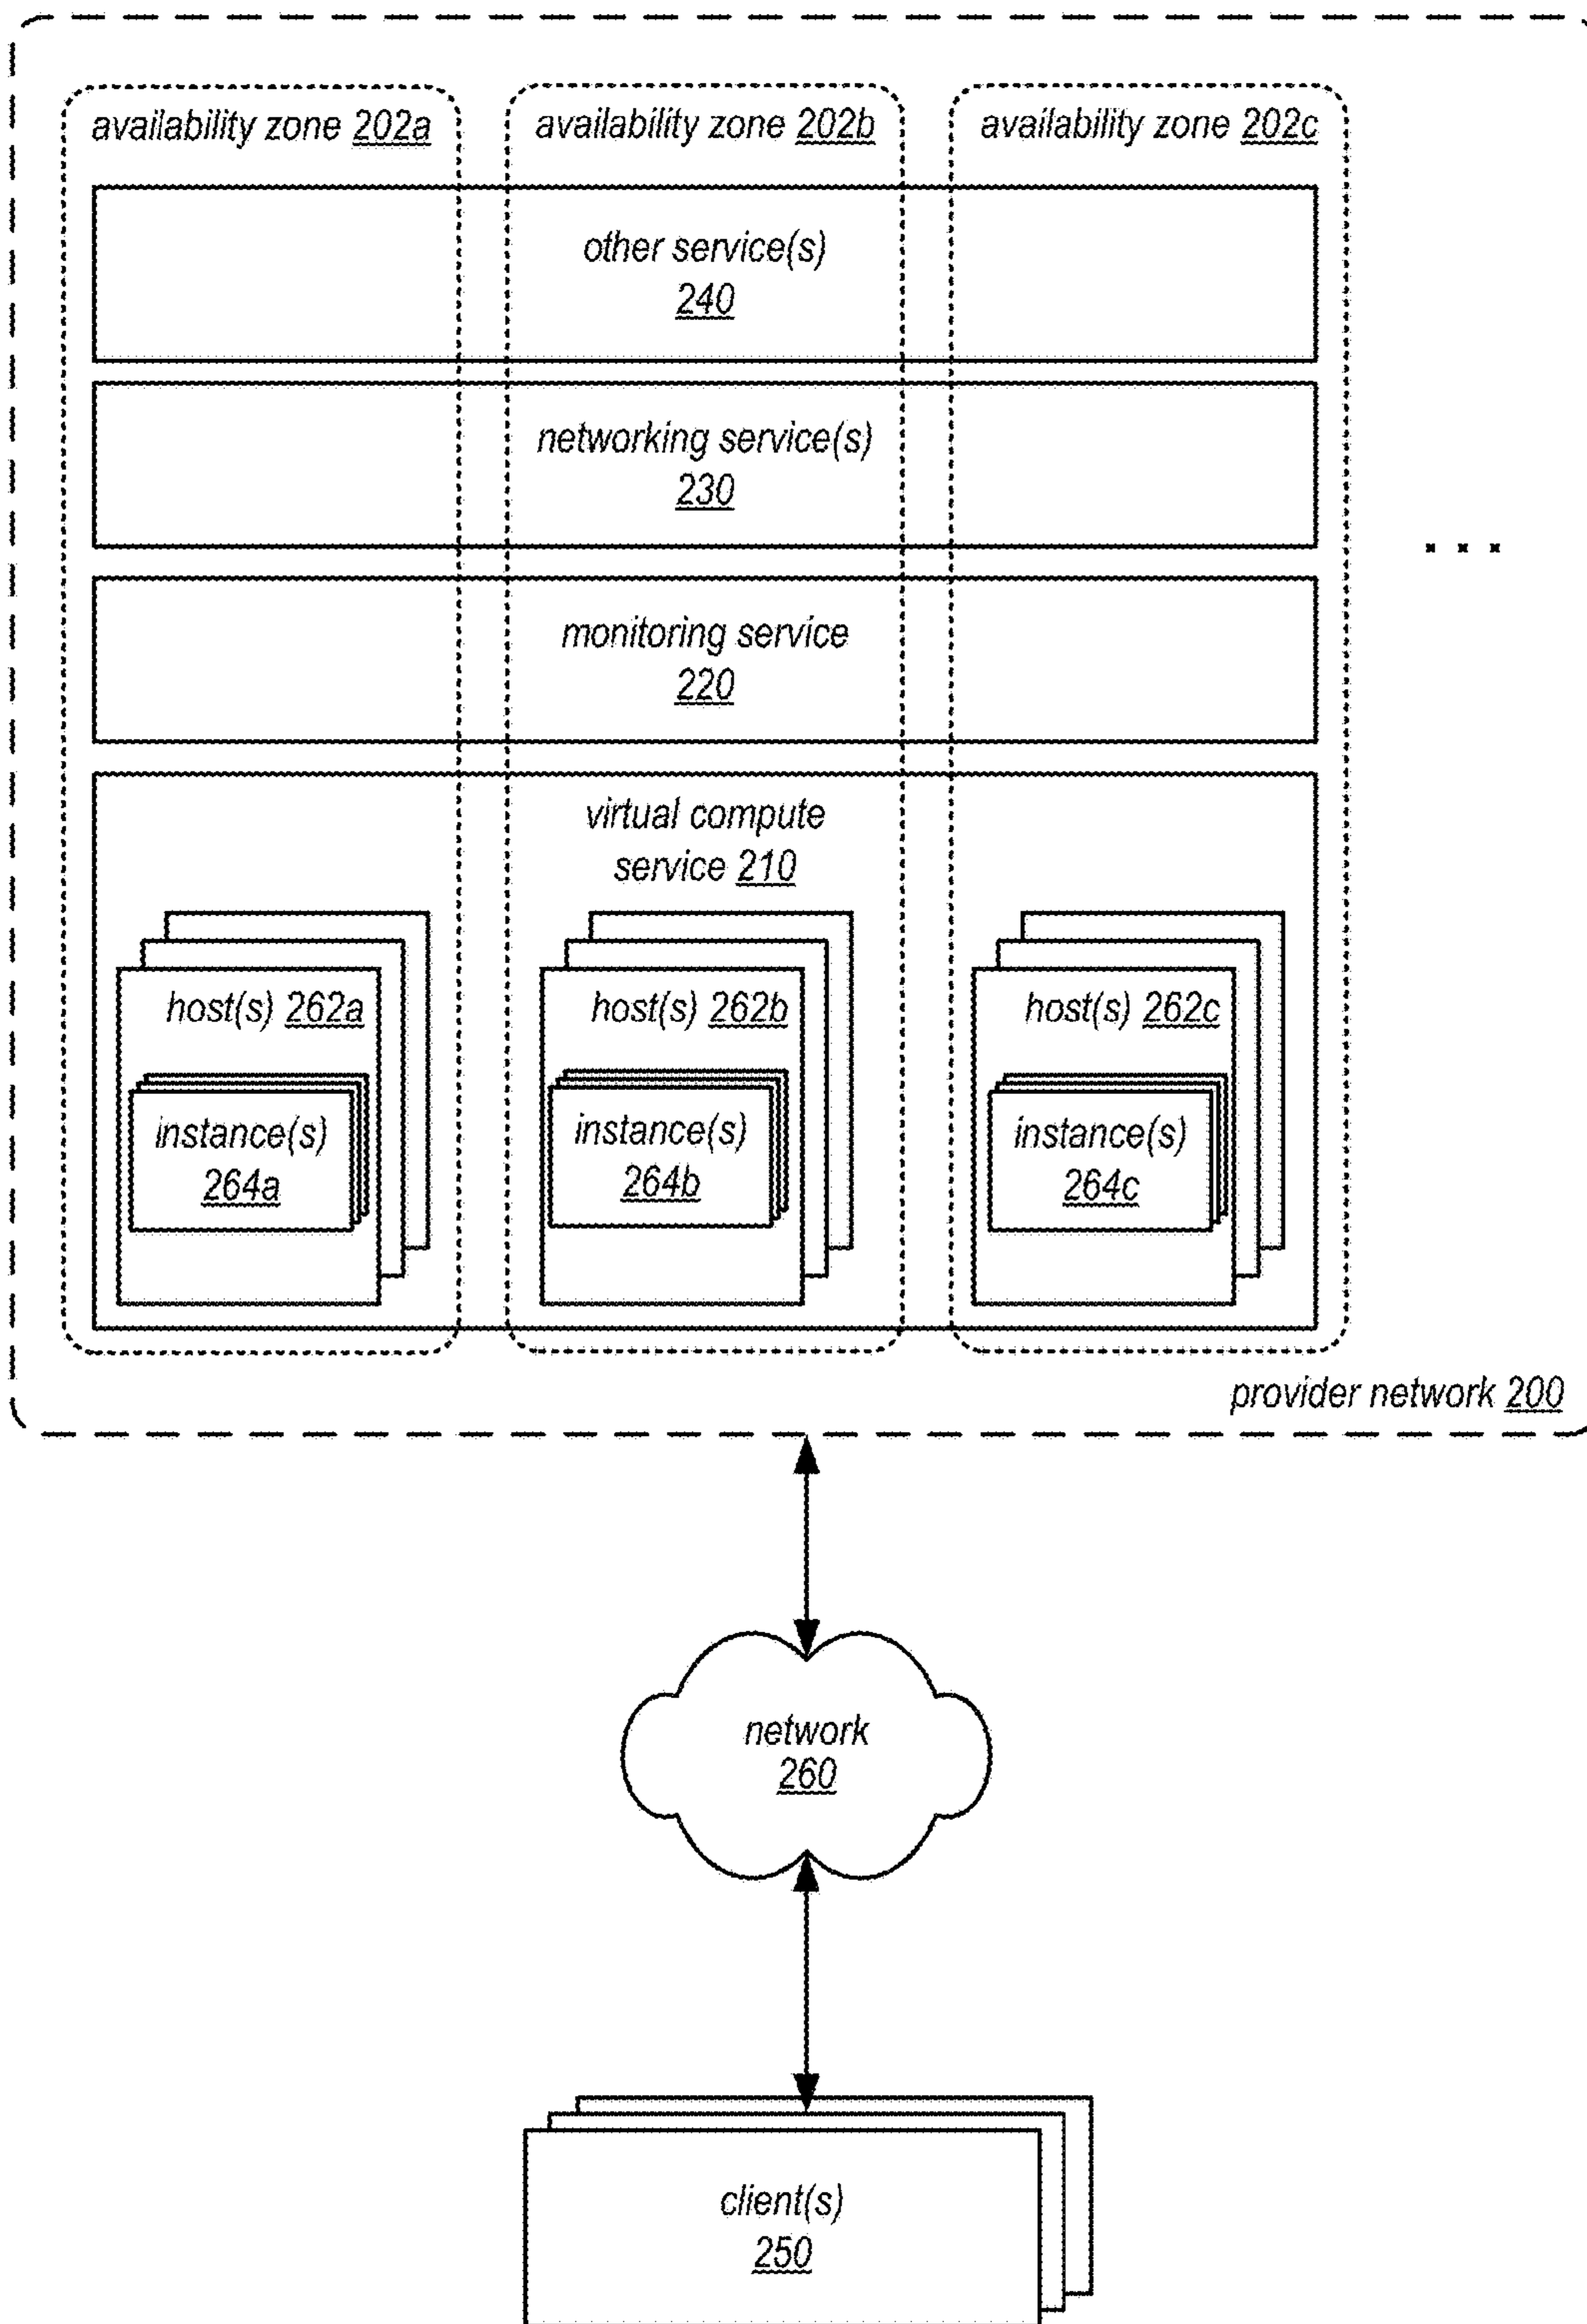 availability zone 202a
availability zone 202b
availability zone 202c
other service(s)
240
networking service(s)
230
. . .
monitoring service
220
virtual compute
service 210
host(s) 262a
host(s) 262b
host(s) 262c
instance(s)
264a
instance(s)
264b
instance(s)
264c
provider network 200
network
260
client(s)
250